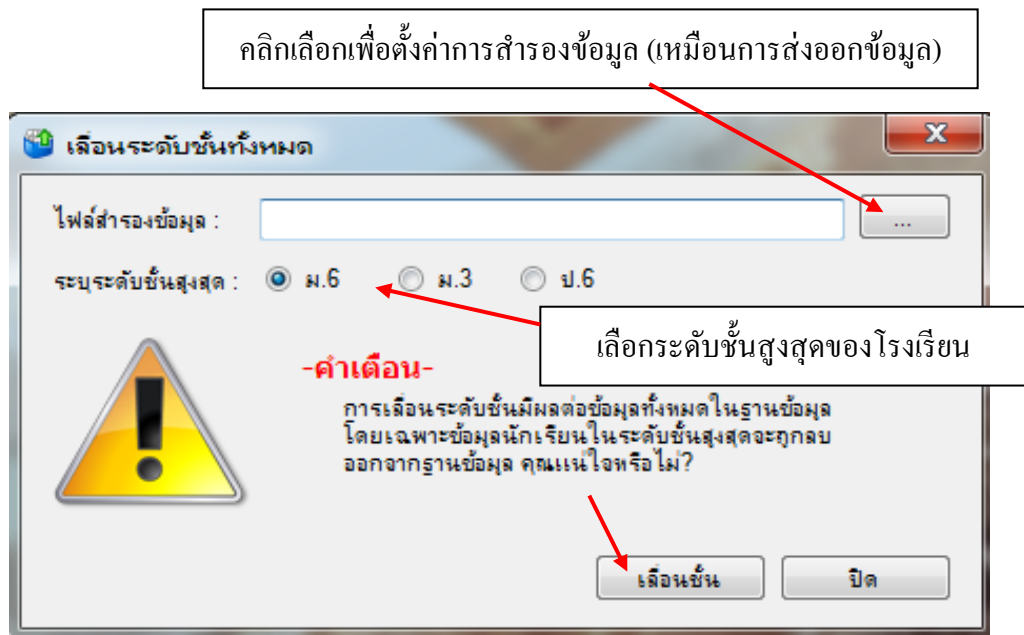 คลิกเลือกเพื่อตั้งค่าการสำรองข้อมูล (เหมือนการส่งออกข้อมูล)
เลื่อนระดับชั้นทั้งหมด
ไฟล์สำรองข้อมูล :
...
ระบุระดับชั้นสูงสุด :
ม.6
ม.3
ป.6
เลือกระดับชั้นสูงสุดของโรงเรียน
-คำเตือน-
การเลื่อนระดับชั้นมีผลต่อข้อมูลทั้งหมดในฐานข้อมูล
โดยเฉพาะข้อมูลนักเรียนในระดับชั้นสูงสุดจะถูกลบ
ออกจากฐานข้อมูล คุณแน่ใจหรือไม่?
เลื่อนชั้น
ปิด